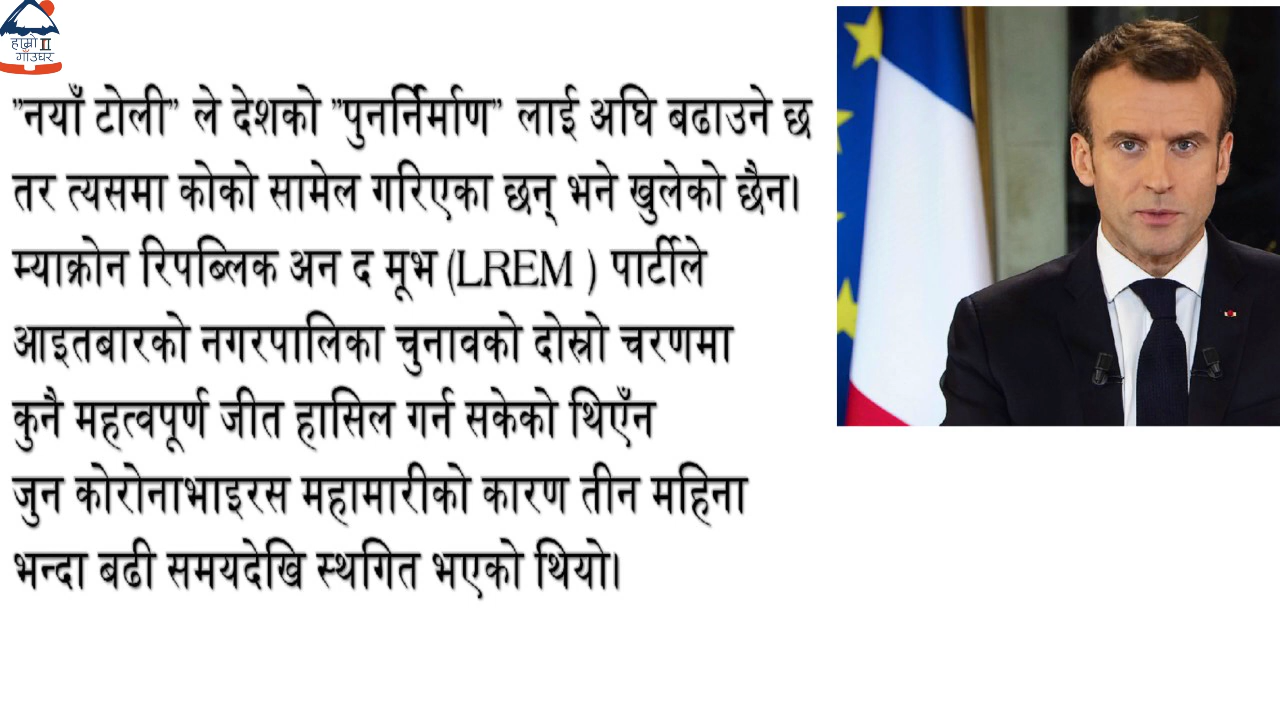 हाम्रो
गाउँघर
"नयाँ टोली" ले देशको "पुनर्निर्माण" लाई अघि बढाउने छ
तर त्यसमा कोको सामेल गरिएका छन् भने खुलेको छैन।
म्याक्रोन रिपब्लिक अन द मूभ (LREM ) पार्टीले
आइतबारको नगरपालिका चुनावको दोस्रो चरणमा
कुनै महत्वपूर्ण जीत हासिल गर्न सकेको थिएँन
जुन कोरोनाभाइरस महामारीको कारण तीन महिना
भन्दा बढी समयदेखि स्थगित भएको थियो।